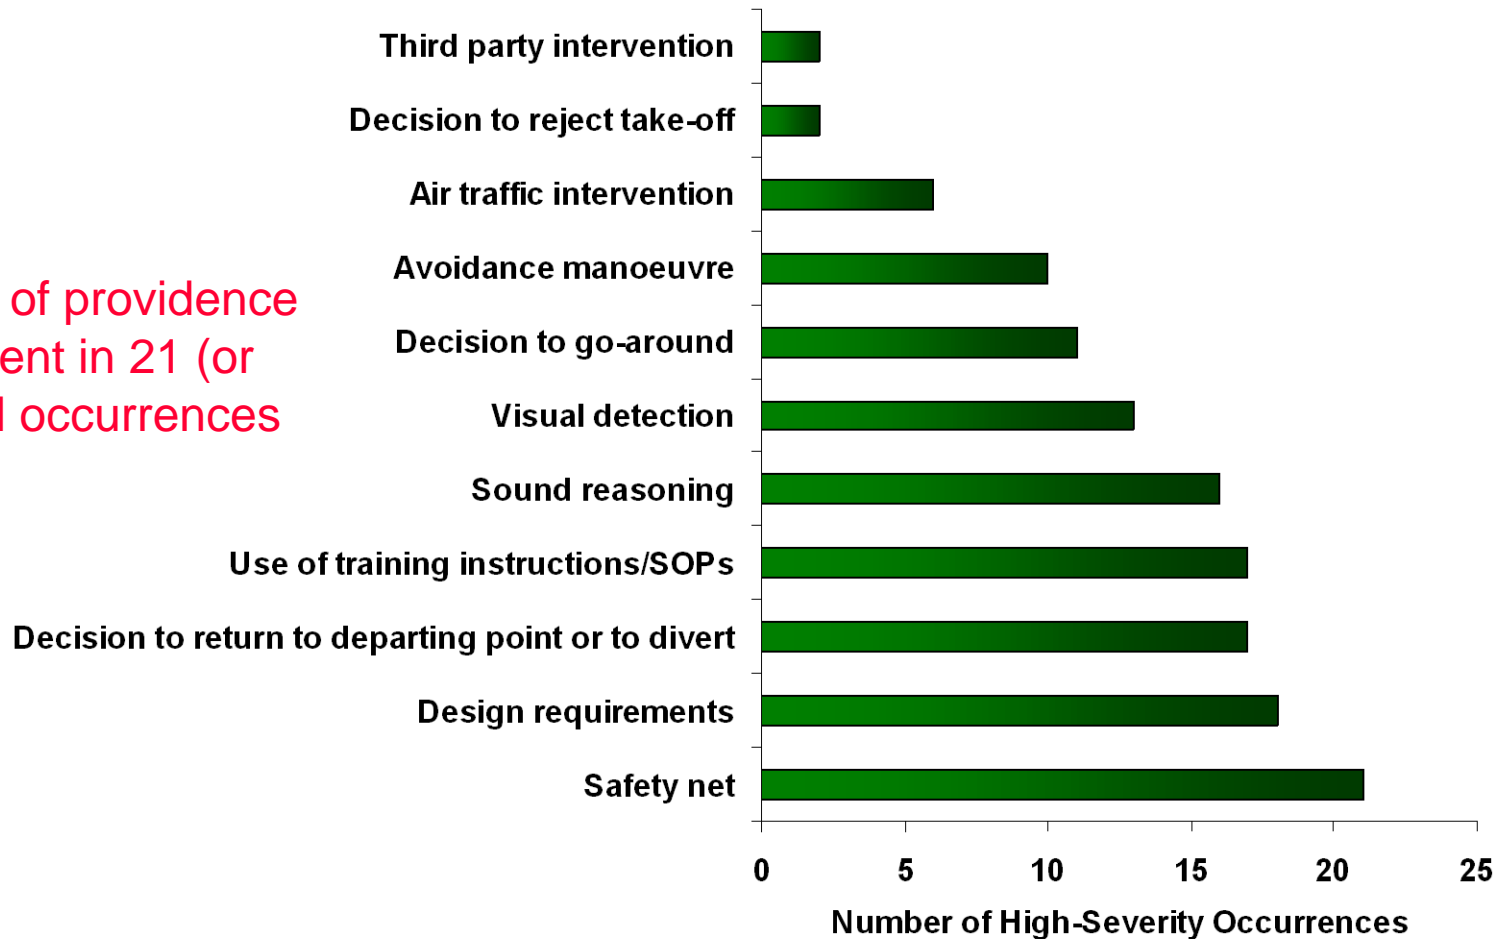 Third party intervention
Decision to reject take-off
Air traffic intervention
Avoidance manoeuvre
Decision to go-around
Visual detection
Sound reasoning
Use of training instructions/SOPs
Decision to return to departing point or to divert
Design requirements
Safety net
of providence
ent in 21 (or
occurrences
0 5 10 15 20 25
Number of High-Severity Occurrences